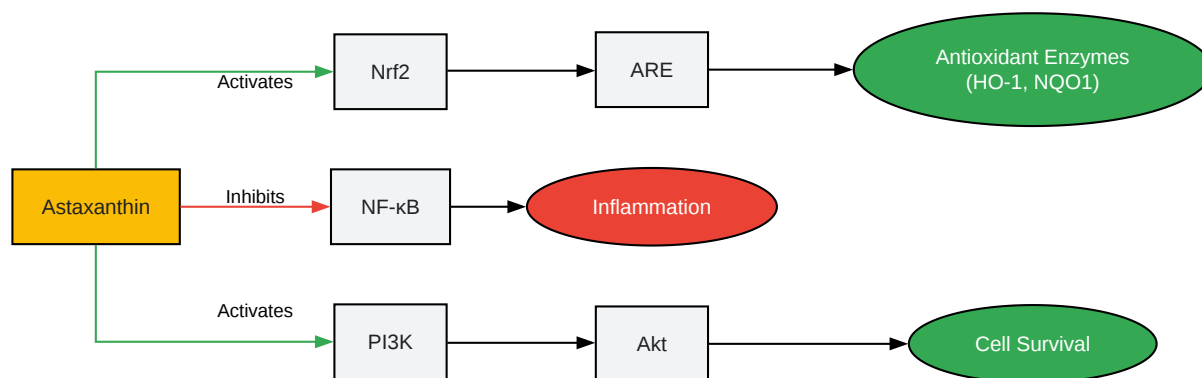 Activates
Nrf2
ARE
Antioxidant Enzymes
(HO-1, NQO1)
Astaxanthin
Inhibits
NF-κB
Inflammation
Activates
PI3K
Akt
Cell Survival